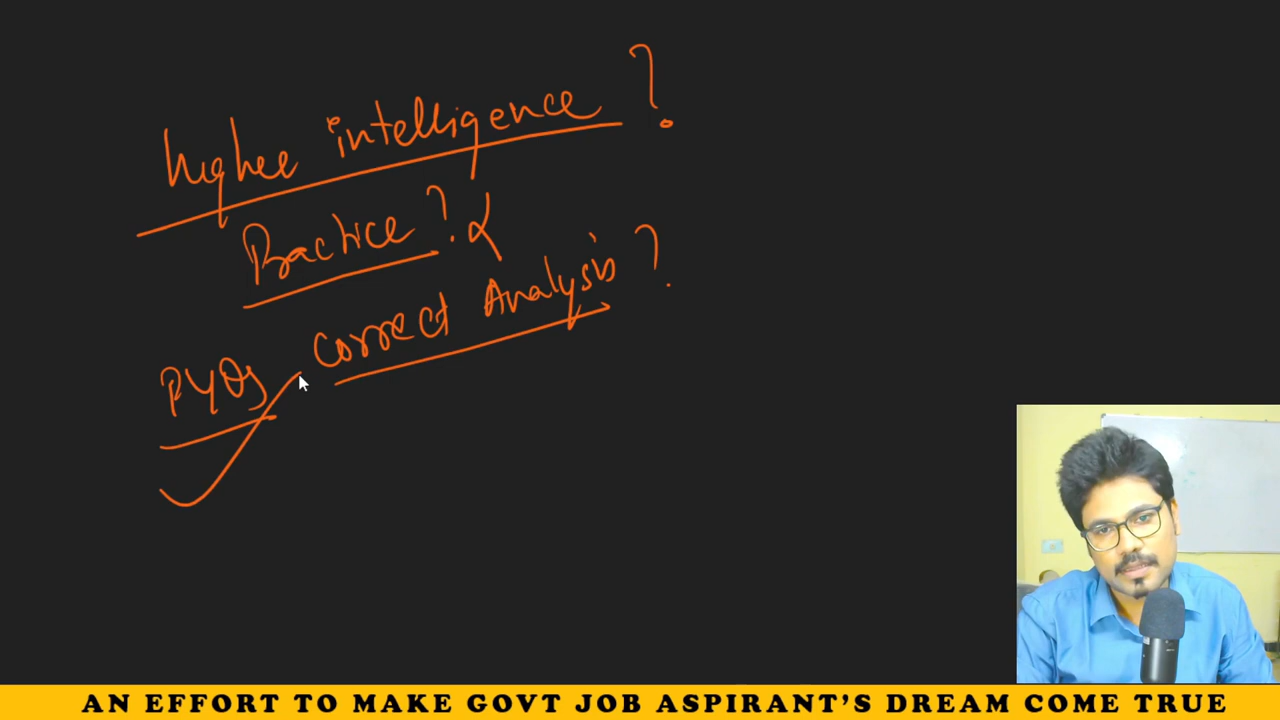 higher intelligence ?
Practice ?
Correct Analysis ?
PYQs
AN EFFORT TO MAKE GOVT JOB ASPIRANT'S DREAM COME TRUE